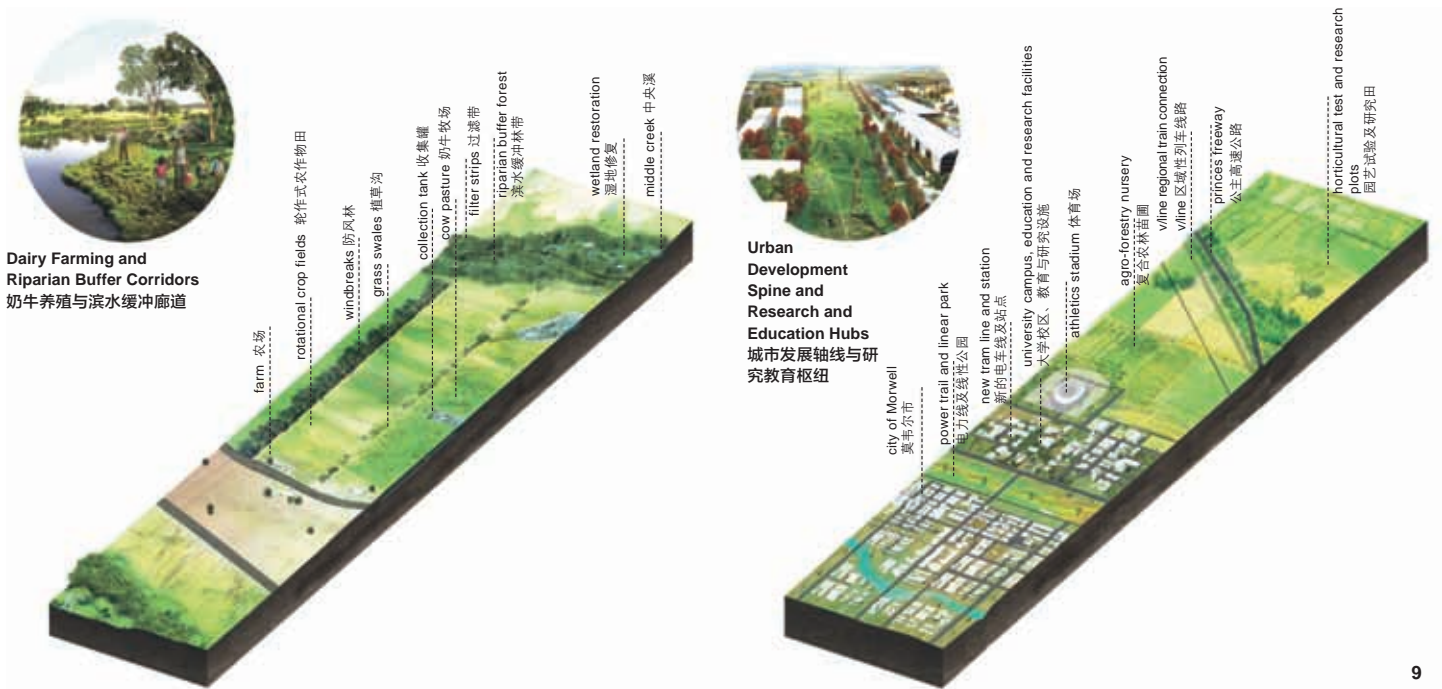 Dairy Farming and
Riparian Buffer Corridors
奶牛养殖与滨水缓冲廊道
farm 农场
rotational crop fields 轮作式农作物田
windbreaks 防风林
grass swales 植草沟
collection tank 收集罐
cow pasture 奶牛牧场
filter strips 过滤带
riparian buffer forest
滨水缓冲林带
wetland restoration
湿地修复
middle creek 中央溪
Urban
Development
Spine and
Research and
Education Hubs
城市发展轴线与研
究教育枢纽
city of Morwell
莫韦尔市
power trail and linear park
电力线及线性公园
new tram line and station
新的电车线及站点
university campus, education and research facilities
大学校区、教育与研究设施
athletics stadium 体育场
agro-forestry nursery
复合农林苗圃
v/line regional train connection
v/line 区域性列车线路
princes freeway
公主高速公路
horticultural test and research
plots
园艺试验及研究田
9